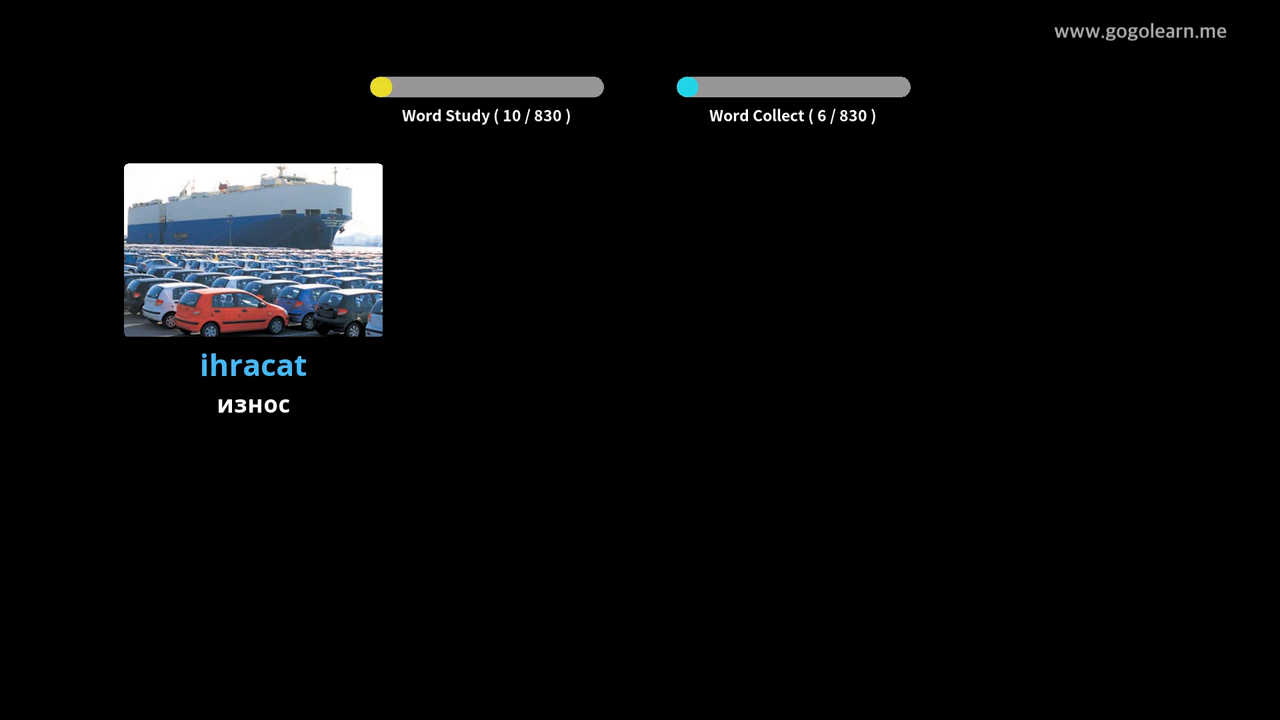 www.gogolearn.me
Word Study ( 10 / 830 )
Word Collect ( 6 / 830 )
ihracat
износ